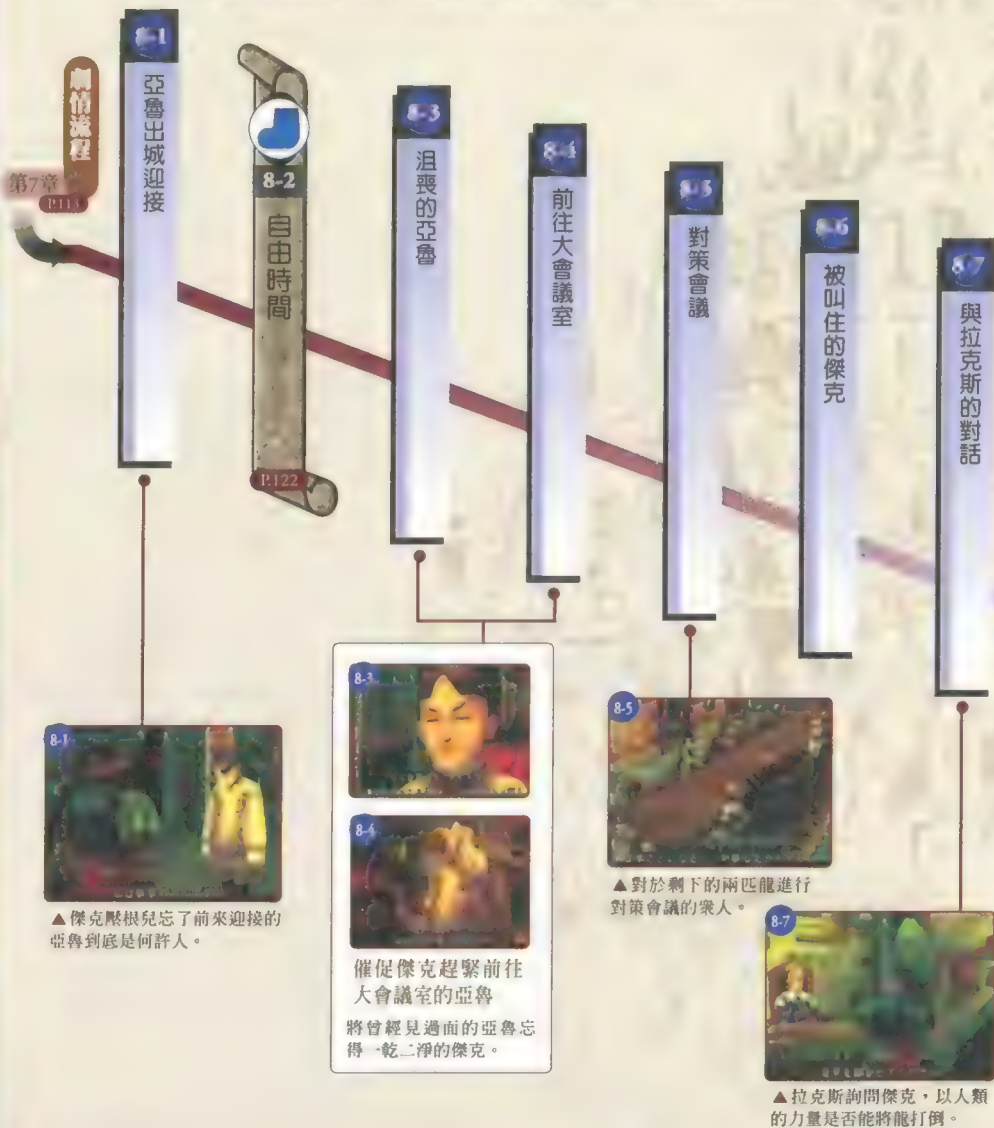 劇情流程
第7章
P.113
8-1
亞魯出城迎接
8-2
自由時間
P.122
8-3
沮喪的亞魯
8-4
前往大會議室
8-5
對策會議
8-6
被叫住的傑克
8-7
與拉克斯的對話
8-1
▲傑克壓根兒忘了前來迎接的
亞魯到底是何許人。
8-3
8-4
催促傑克趕緊前往
大會議室的亞魯
將曾經見過面的亞魯忘
得一乾二淨的傑克。
8-5
▲對於剩下的兩匹龍進行
對策會議的衆人。
8-7
▲拉克斯詢問傑克，以人類
的力量是否能將龍打倒。